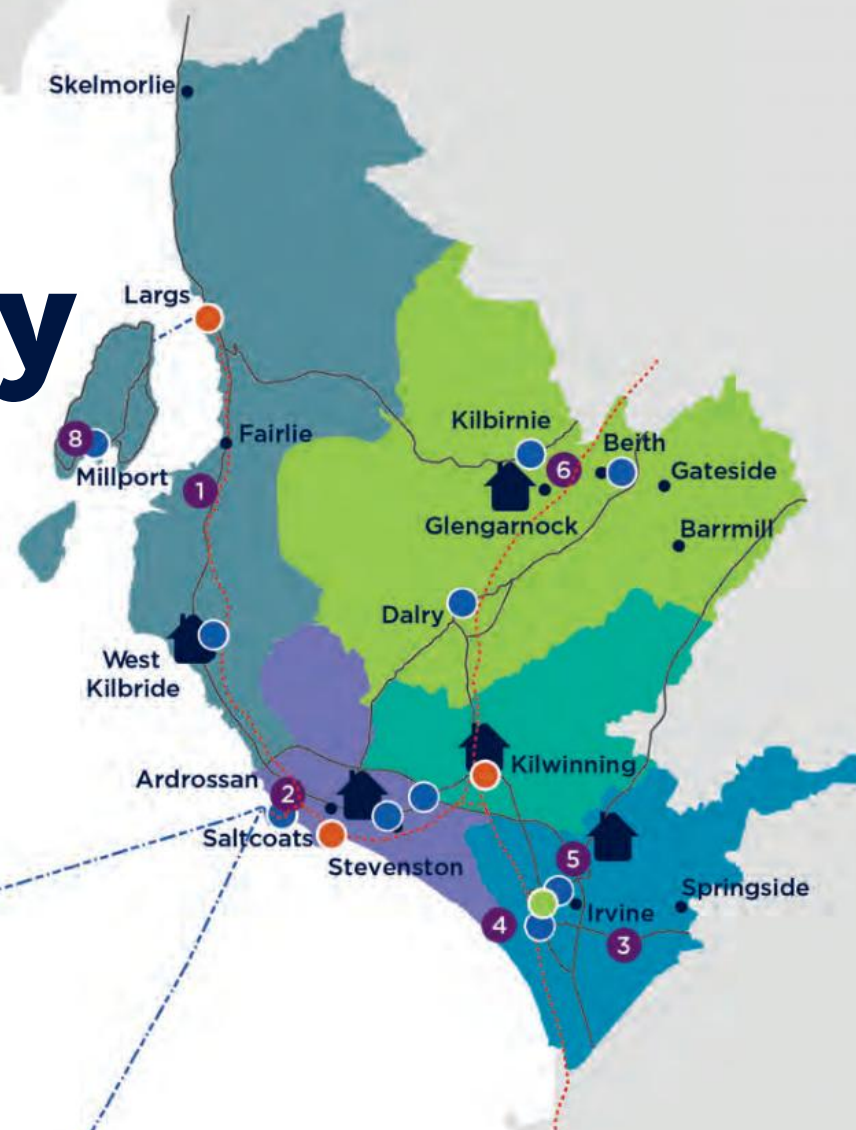 Skelmorlie
y
Largs
Fairlie
8
Millport
1
Kilbirnie
6
Beith
Gateside
Glengarnock
Barrmill
Dalry
West
Kilbride
Ardrossan
2
Kilwinning
Saltcoats
Stevenston
5
Springside
Irvine
4
3